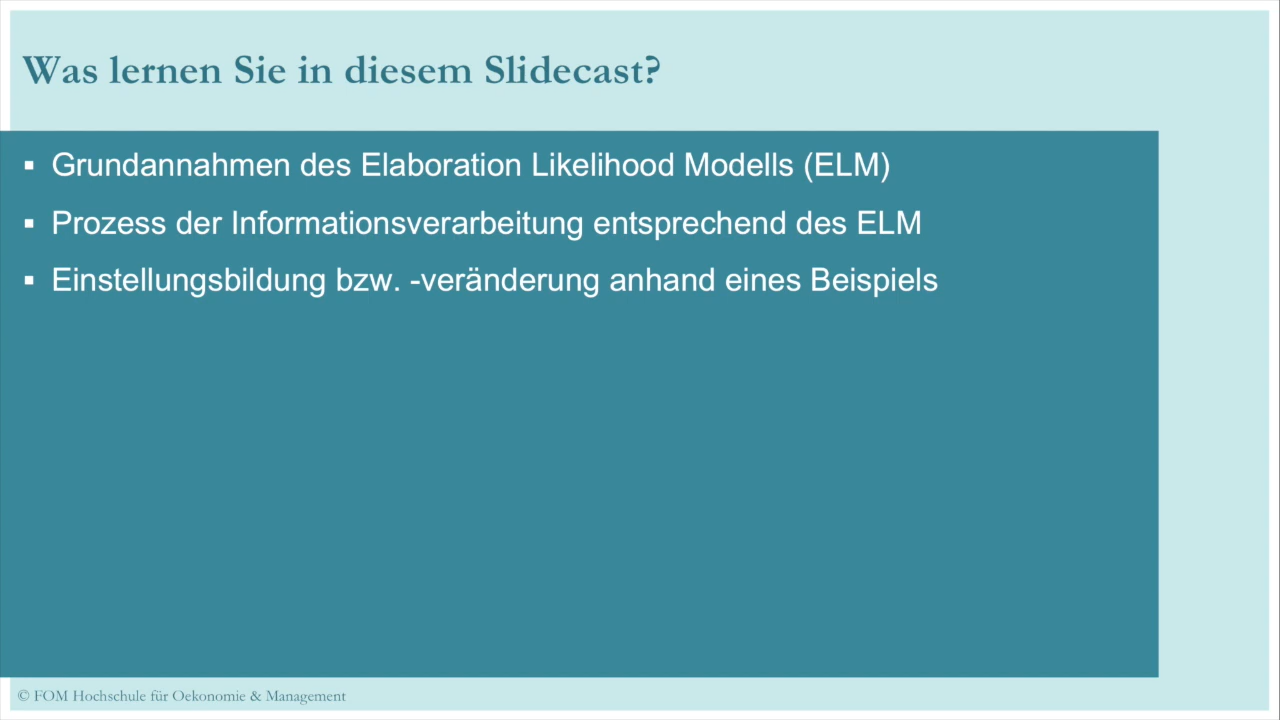 Was lernen Sie in diesem Slidecast?
▪ Grundannahmen des Elaboration Likelihood Modells (ELM)
▪ Prozess der Informationsverarbeitung entsprechend des ELM
▪ Einstellungsbildung bzw. -veränderung anhand eines Beispiels
© FOM Hochschule für Oekonomie & Management